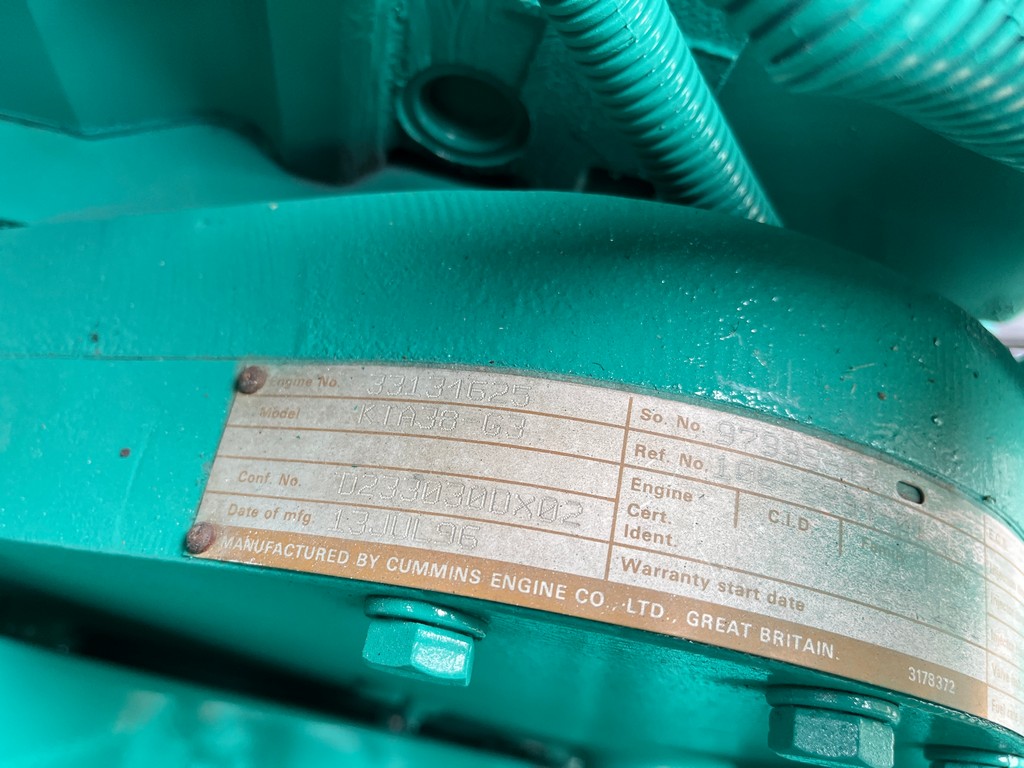 Engine No. 33131625
Model KTA38 G3
Conf. No. D233030DX02
Date of mfg. 13JUL96
So. No.
Ref. No.
Engine
Cert.
Ident.
C.I.D
Warranty start date
MANUFACTURED BY CUMMINS ENGINE CO., LTD., GREAT BRITAIN.
3178372